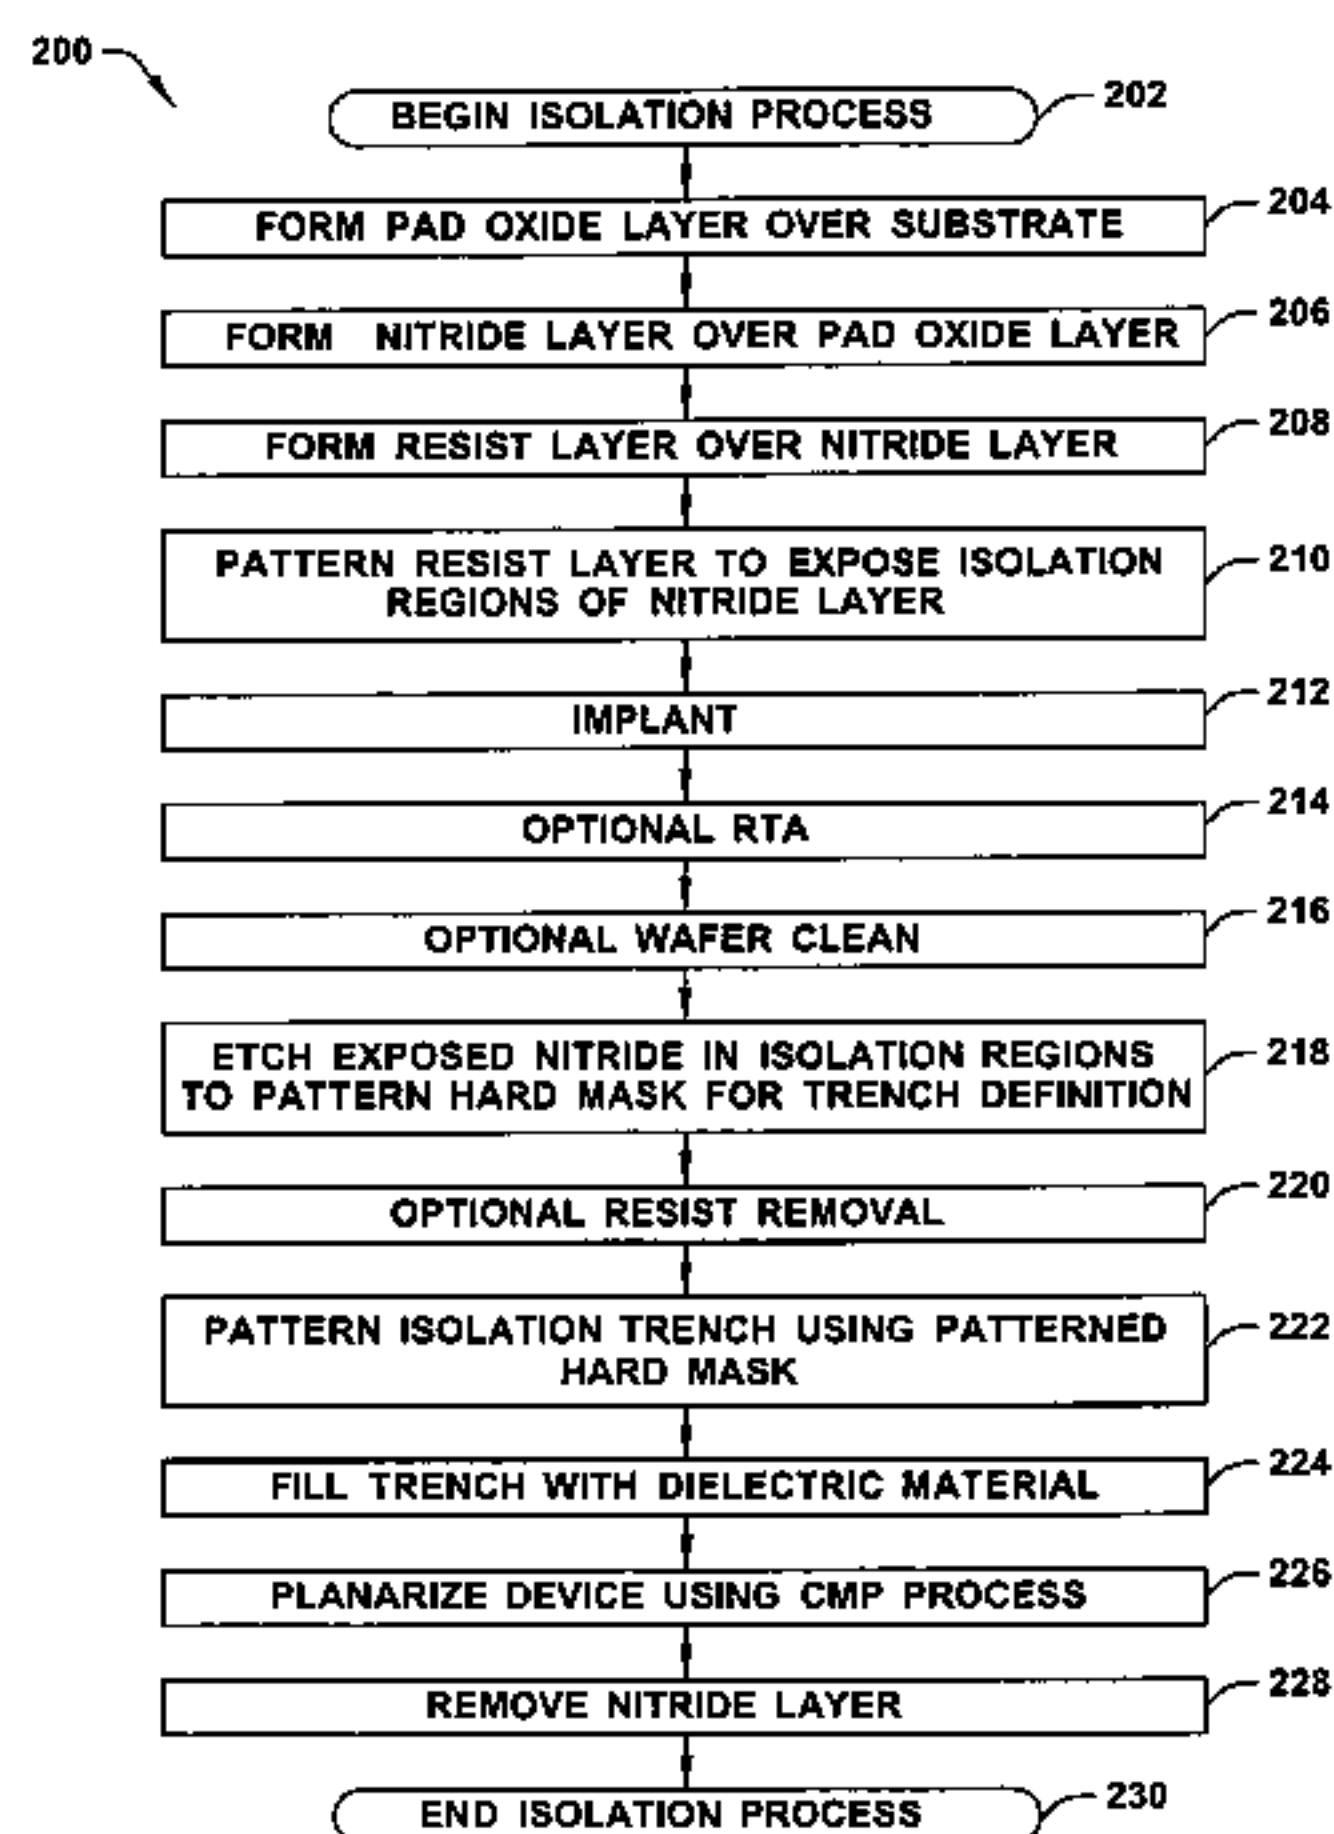 200
BEGIN ISOLATION PROCESS
202
FORM PAD OXIDE LAYER OVER SUBSTRATE
204
FORM NITRIDE LAYER OVER PAD OXIDE LAYER
206
FORM RESIST LAYER OVER NITRIDE LAYER
208
PATTERN RESIST LAYER TO EXPOSE ISOLATION
REGIONS OF NITRIDE LAYER
210
IMPLANT
212
OPTIONAL RTA
214
OPTIONAL WAFER CLEAN
216
ETCH EXPOSED NITRIDE IN ISOLATION REGIONS
TO PATTERN HARD MASK FOR TRENCH DEFINITION
218
OPTIONAL RESIST REMOVAL
220
PATTERN ISOLATION TRENCH USING PATTERNED
HARD MASK
222
FILL TRENCH WITH DIELECTRIC MATERIAL
224
PLANARIZE DEVICE USING CMP PROCESS
226
REMOVE NITRIDE LAYER
228
END ISOLATION PROCESS
230